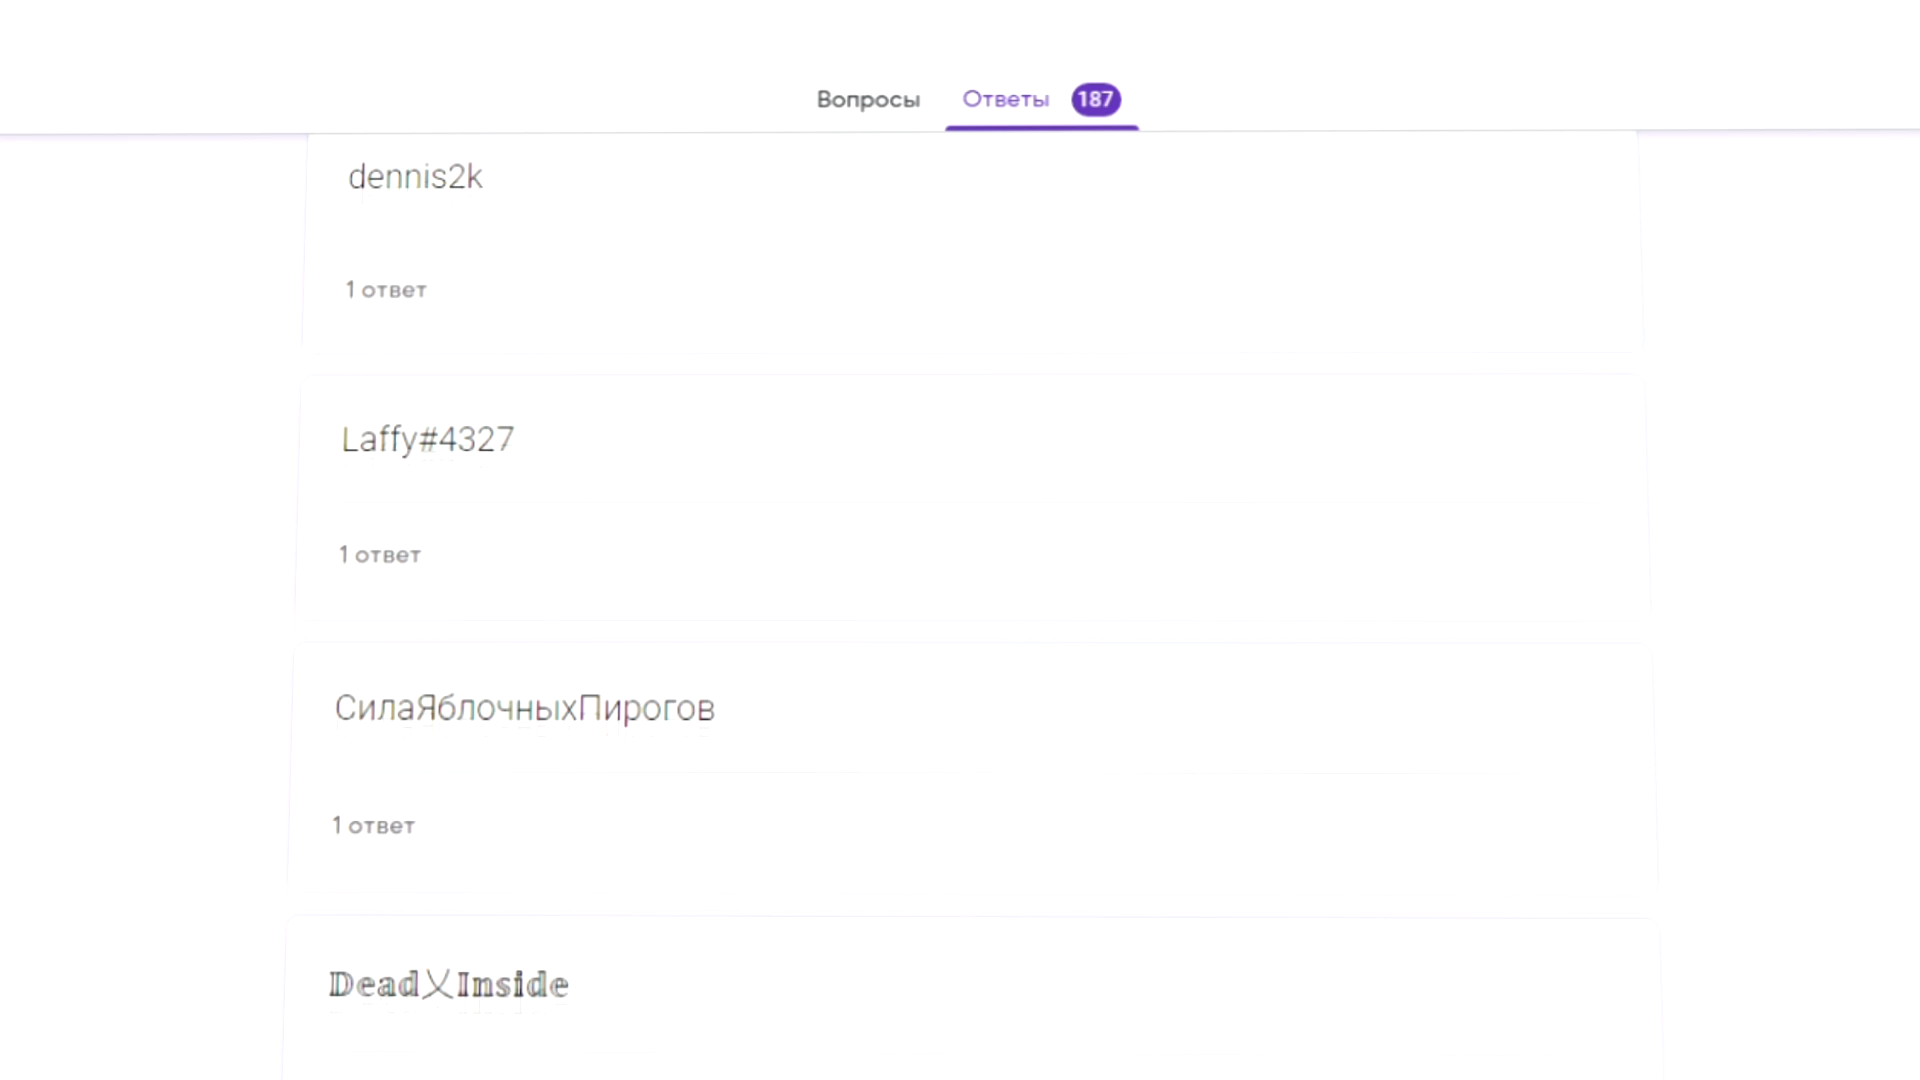 Вопросы Ответы 187
dennis2k
1 ответ
Laffy#4327
1 ответ
СилаЯблочныхПирогов
1 ответ
𝔻𝕖𝕒𝕕乂𝕀𝕟𝕤𝕚𝕕𝕖